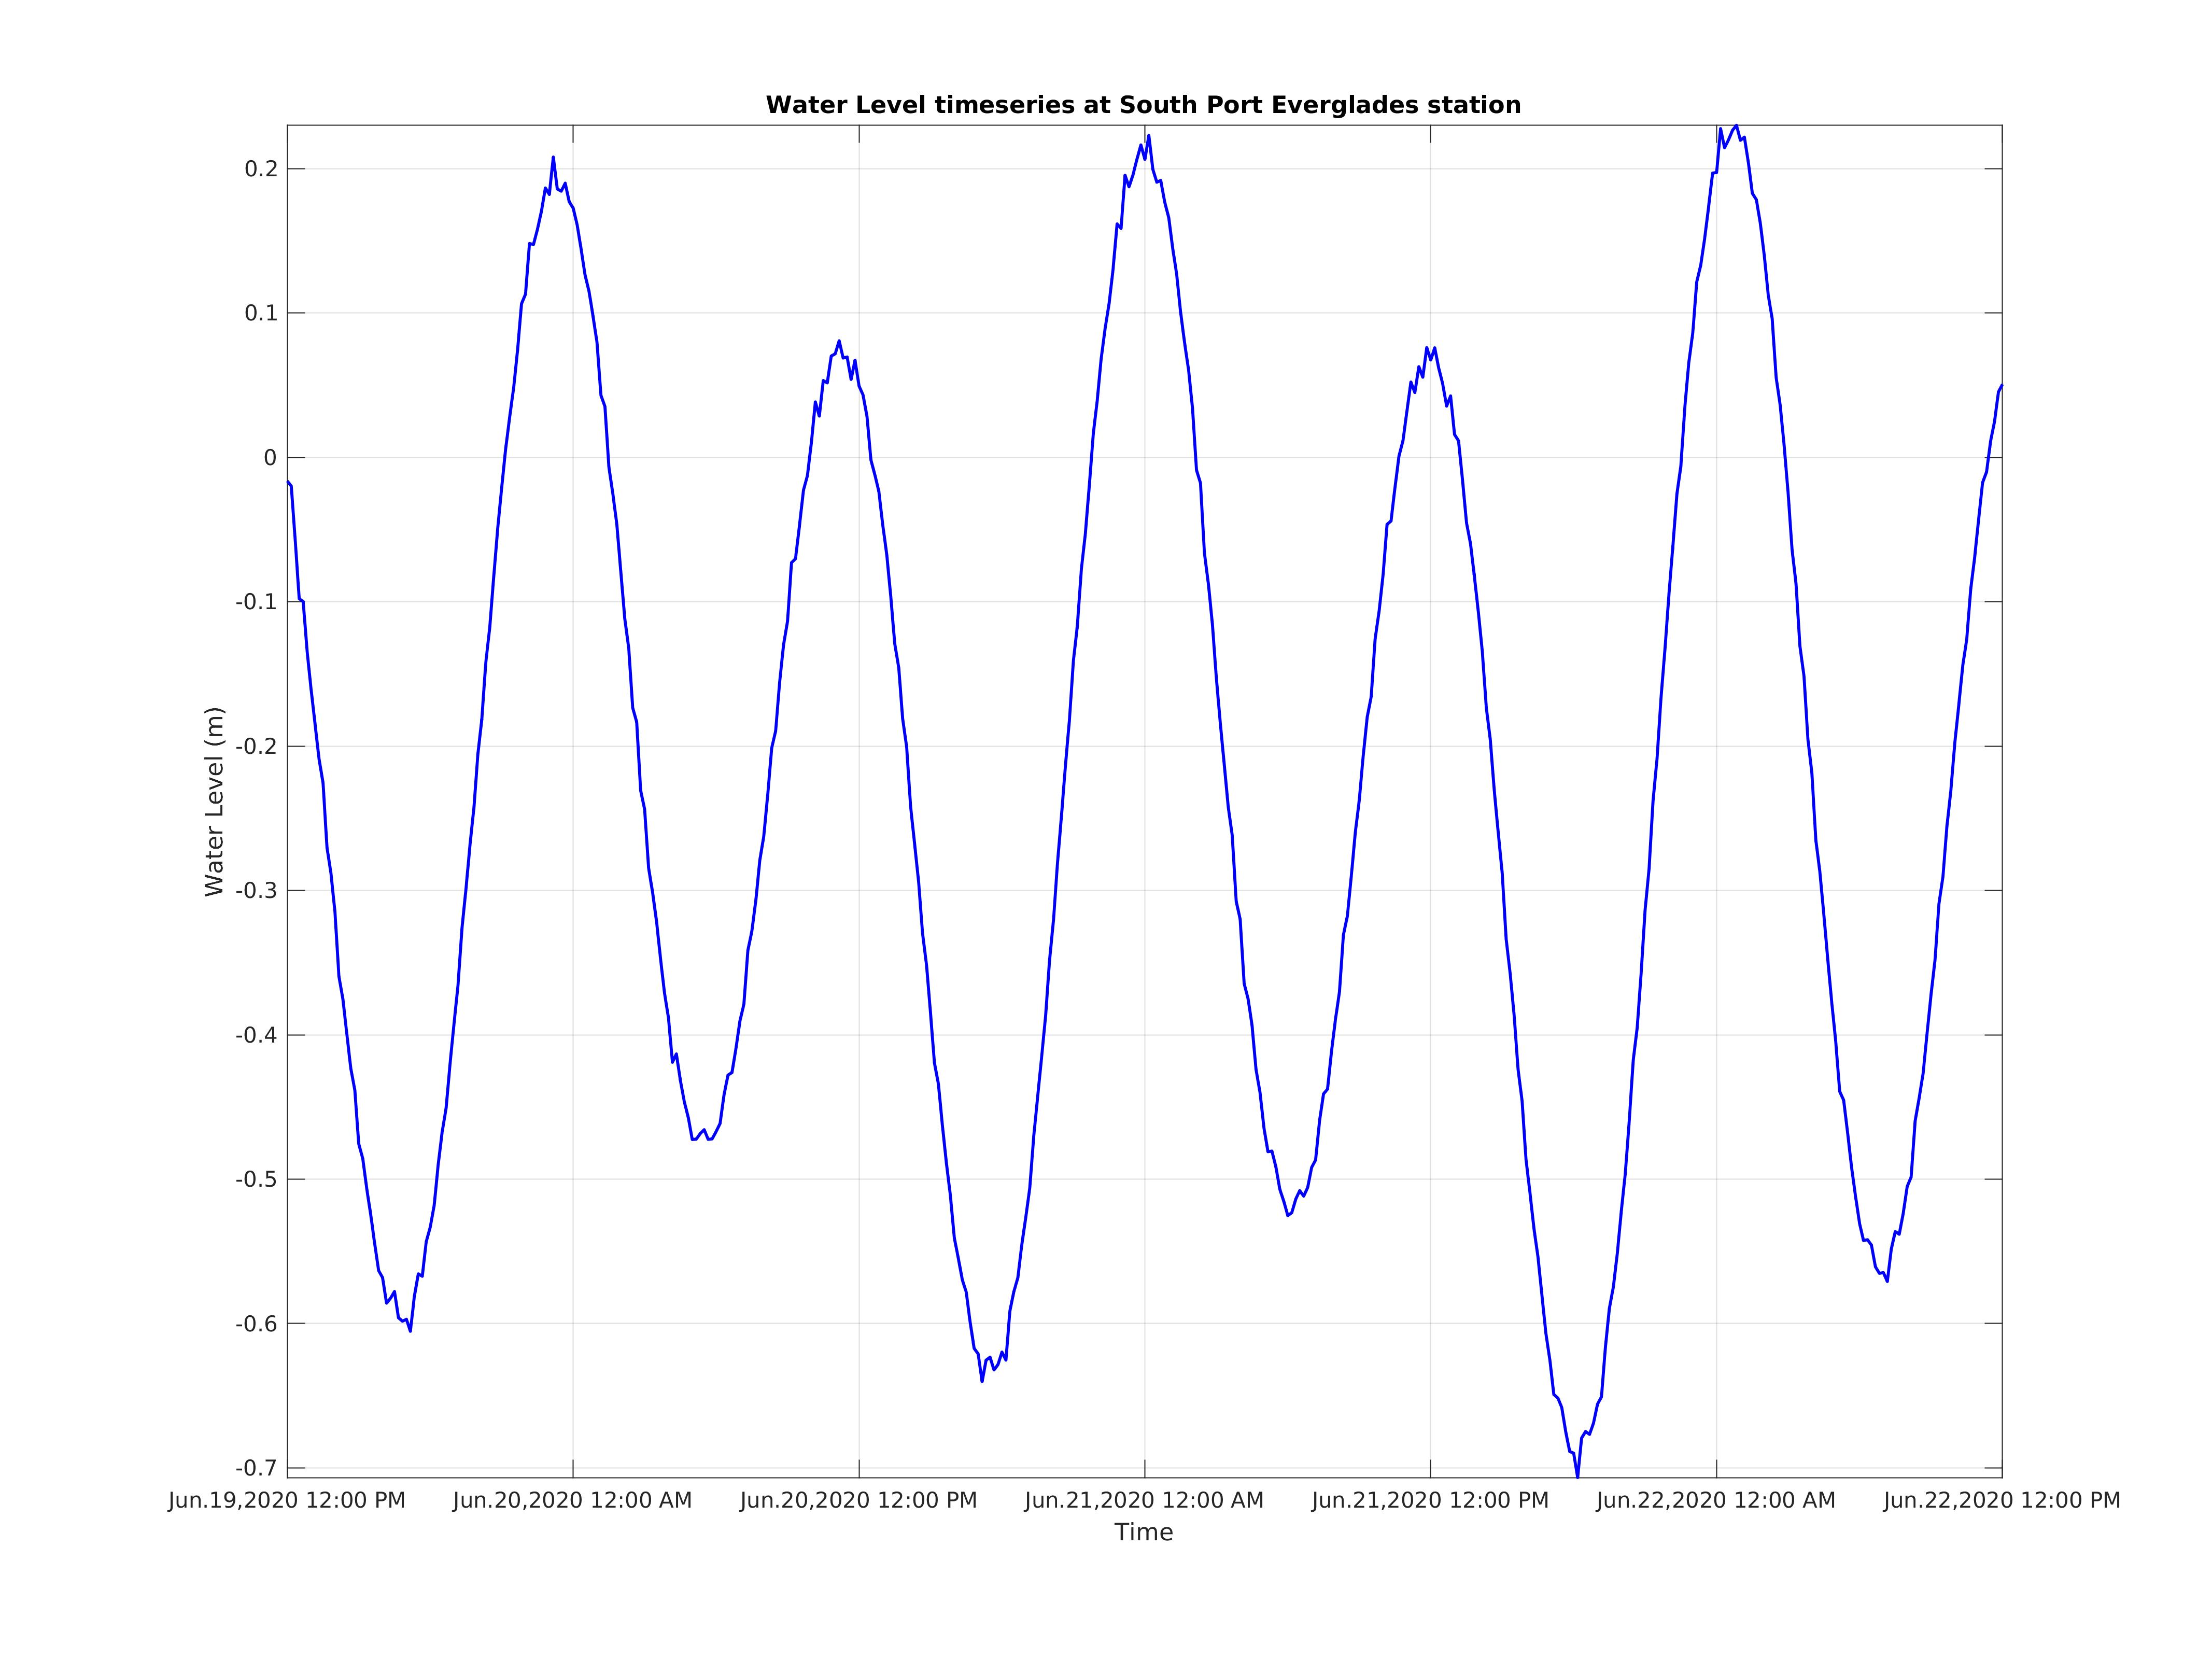 Water Level timeseries at South Port Everglades station
0.2
0.1
0
-0.1
-0.2
-0.3
-0.4
-0.5
-0.6
-0.7
Water Level (m)
Jun.19,2020 12:00 PM
Jun.20,2020 12:00 AM
Jun.20,2020 12:00 PM
Jun.21,2020 12:00 AM
Jun.21,2020 12:00 PM
Jun.22,2020 12:00 AM
Jun.22,2020 12:00 PM
Time